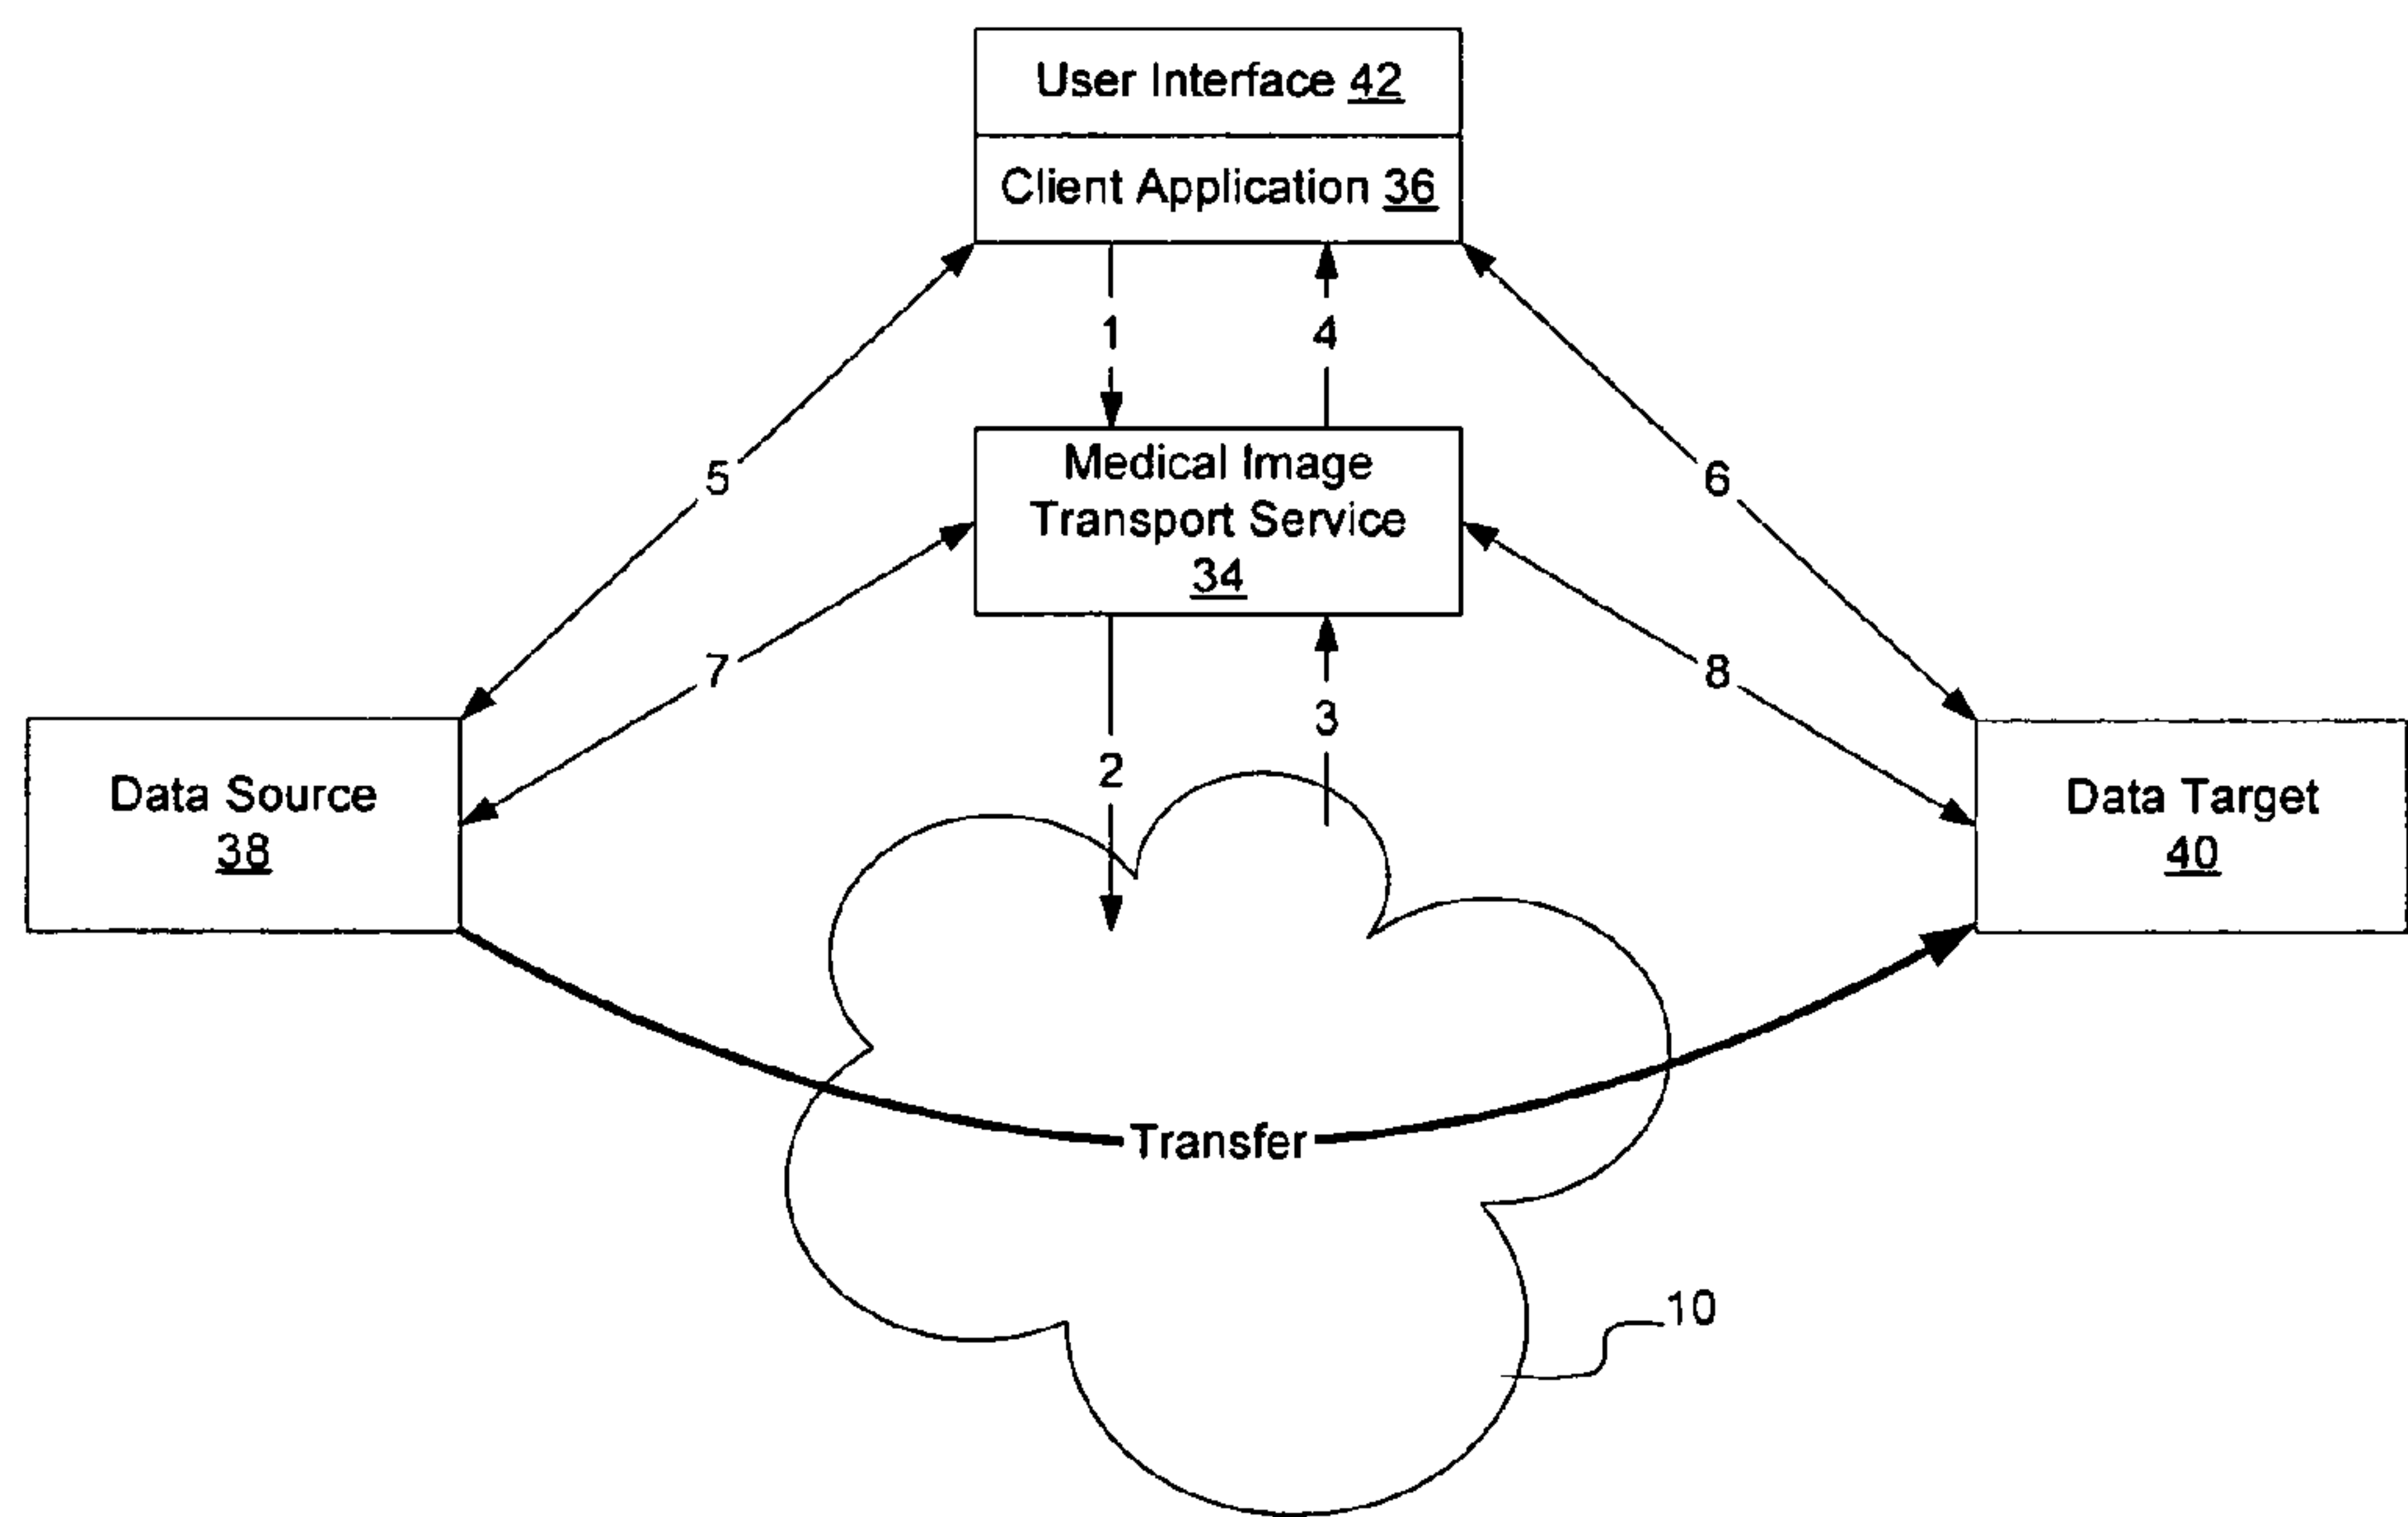 User Interface 42
Client Application 36
1
4
Medical Image
Transport Service
34
5
6
7
8
3
2
Data Source
38
Data Target
40
Transfer
10